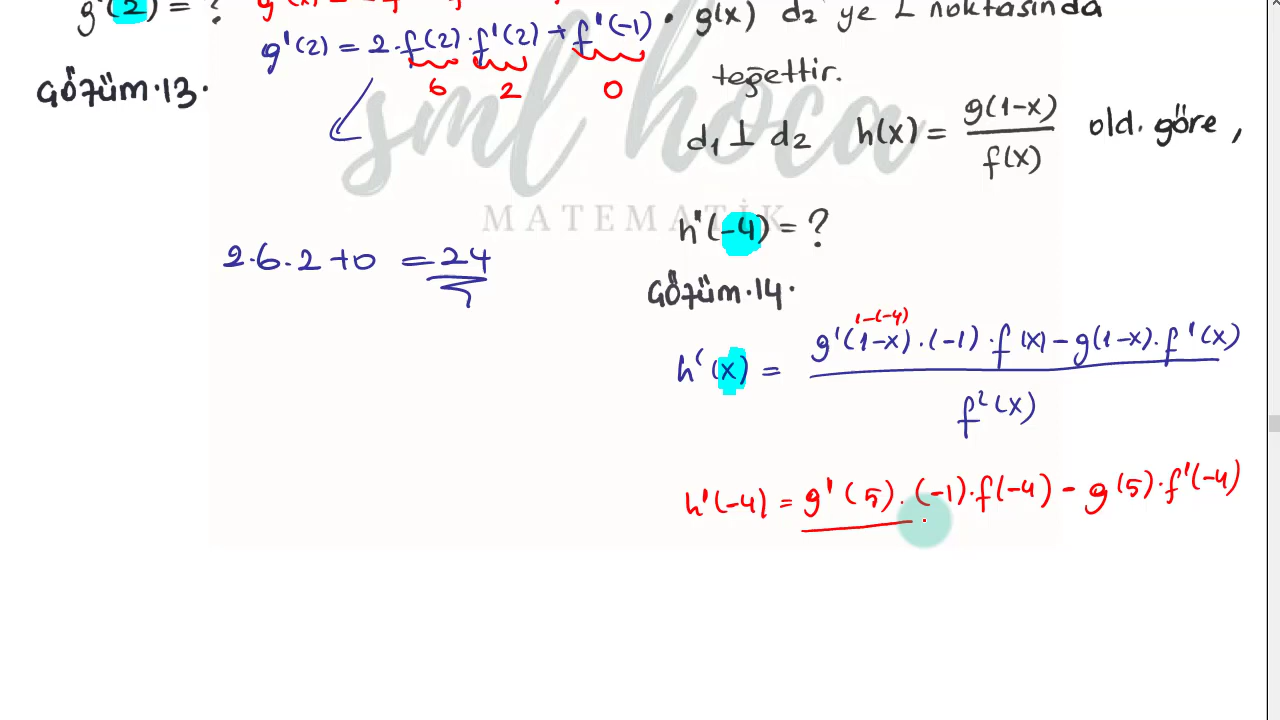 g'(2) = ?
g'(2) = 2·f(2)·f'(2) + f'(-1)
6 2 0
Çözüm·13·
2·6·2+0 = 24
• g(x) d2 ye L noktasında
teğettir.
d1 ⊥ d2 h(x) = g(1-x) / f(x) old. göre,
h'(-4) = ?
Çözüm·14·
1-(-4)
h'(x) = g'(1-x)·(-1)·f(x) - g(1-x)·f'(x) / f²(x)
h'(-4) = g'(5)·(-1)·f(-4) - g(5)·f'(-4)
sml hoca
MATEMATİK